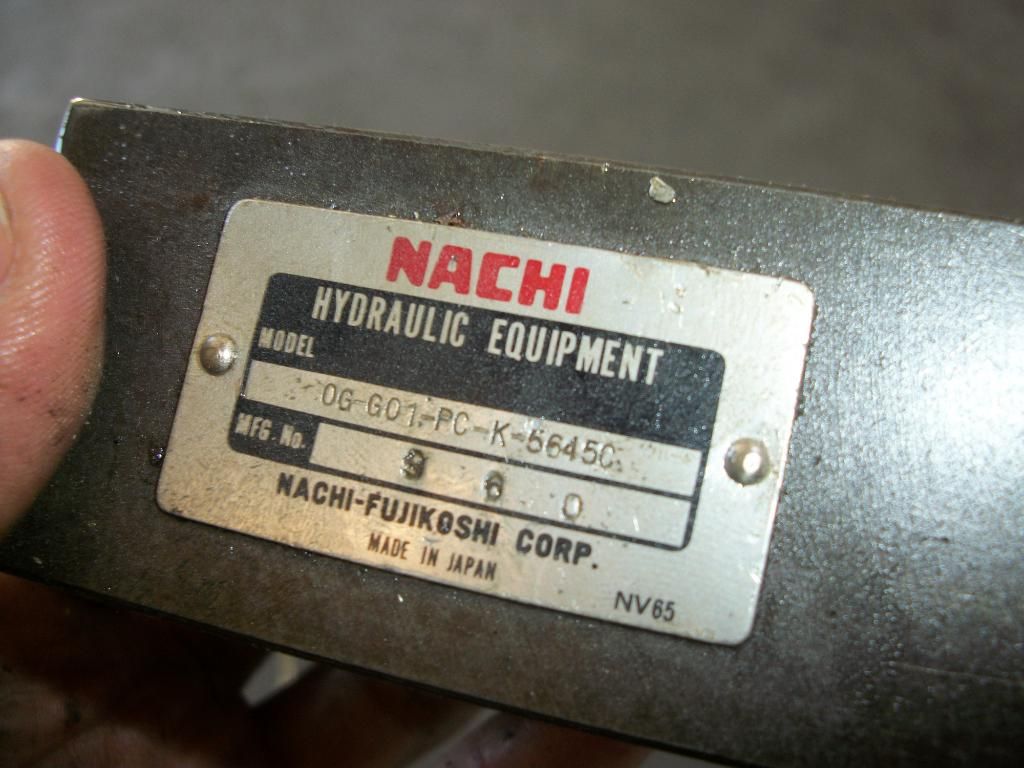 NACHI
HYDRAULIC EQUIPMENT
MODEL
OG-G01-PC-K-5645C
MFG. No. 9 6 0
NACHI-FUJIKOSHI CORP.
MADE IN JAPAN
NV65